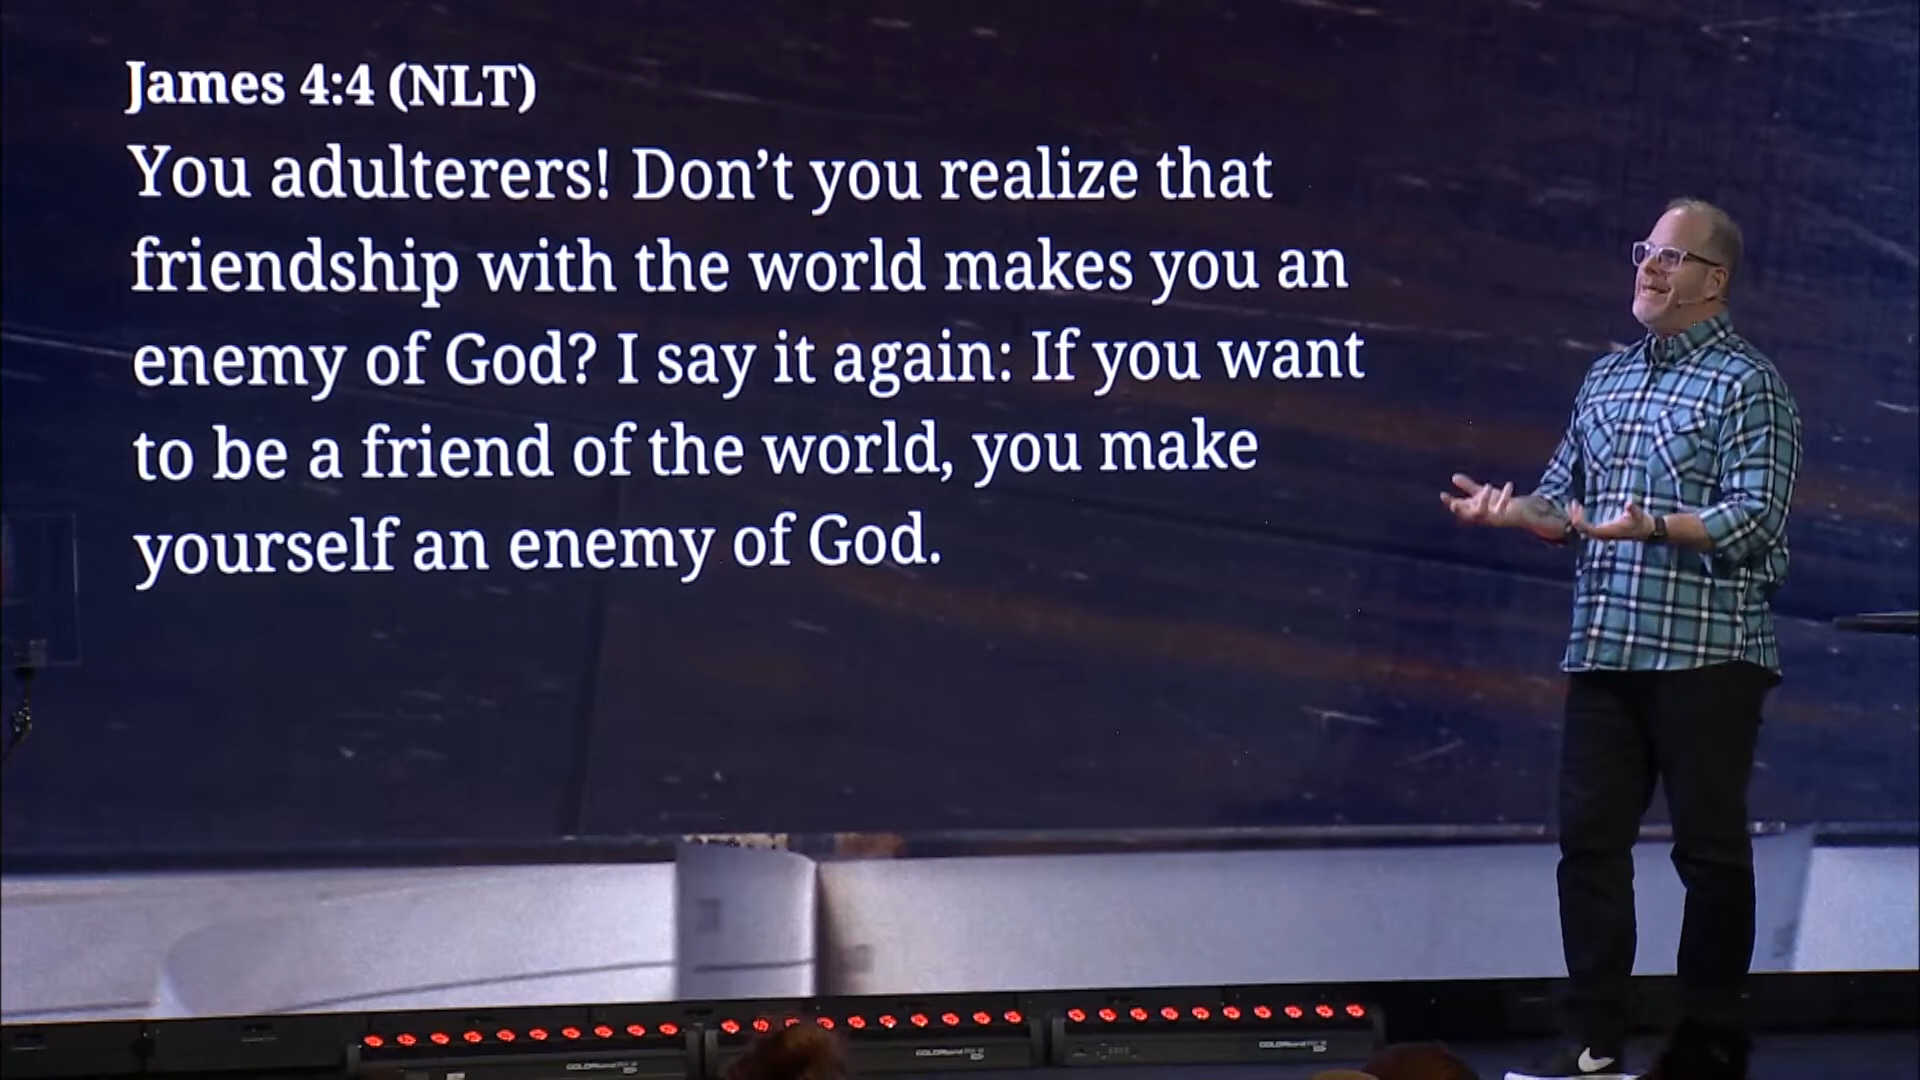 James 4:4 (NLT)
You adulterers! Don’t you realize that
friendship with the world makes you an
enemy of God? I say it again: If you want
to be a friend of the world, you make
yourself an enemy of God.